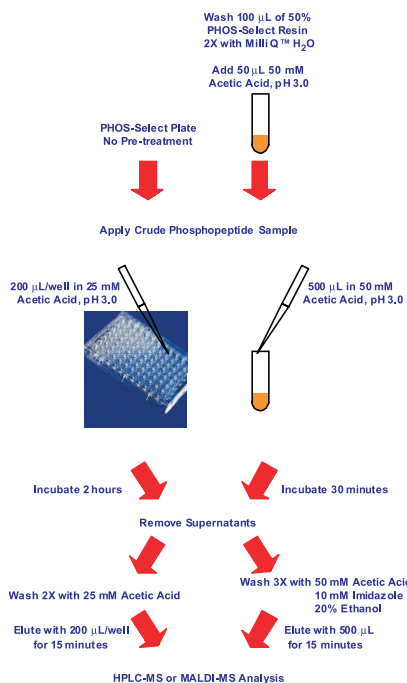 Wash 100 μL of 50%
PHOS-Select Resin
2X with Milli Q™ H₂O
Add 50 μL 50 mM
Acetic Acid, pH 3.0
PHOS-Select Plate
No Pre-treatment
Apply Crude Phosphopeptide Sample
200 μL/well in 25 mM
Acetic Acid, pH 3.0
500 μL in 50 mM
Acetic Acid, pH 3.0
Incubate 2 hours
Incubate 30 minutes
Remove Supernatants
Wash 2X with 25 mM Acetic Acid
Wash 3X with 50 mM Acetic Acid
10 mM Imidazole
20% Ethanol
Elute with 200 μL/well
for 15 minutes
Elute with 500 μL
for 15 minutes
HPLC-MS or MALDI-MS Analysis